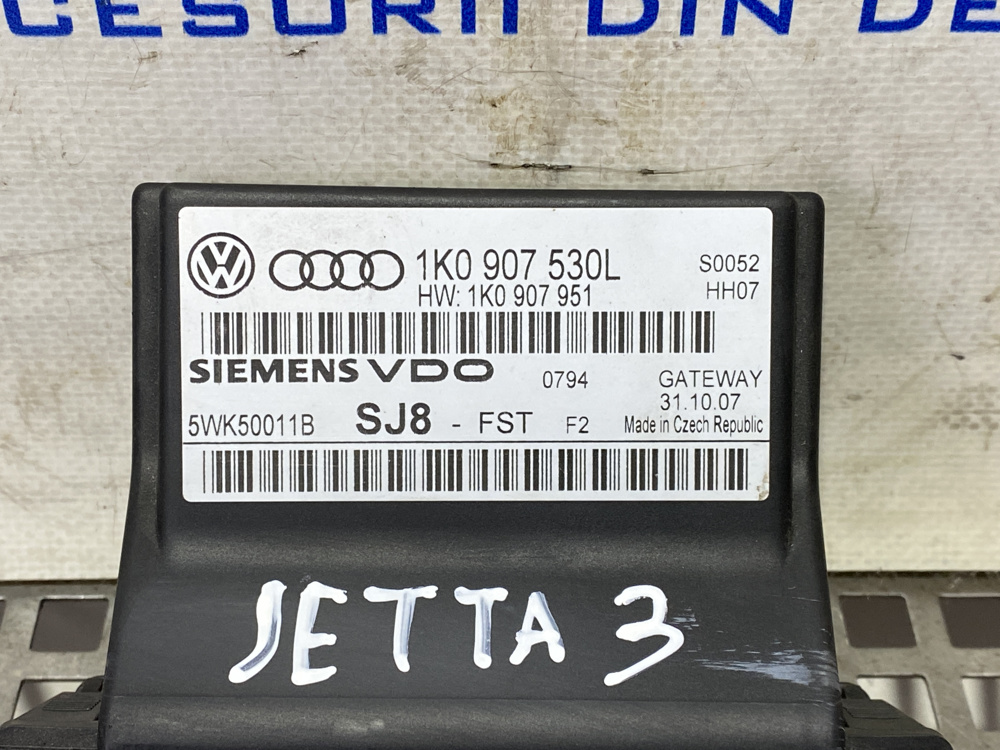 CESORII DIN DE
1K0 907 530L S0052
HW: 1K0 907 951 HH07
SIEMENS VDO 0794 GATEWAY
31.10.07
5WK50011B SJ8 - FST F2 Made in Czech Republic
JETTA 3